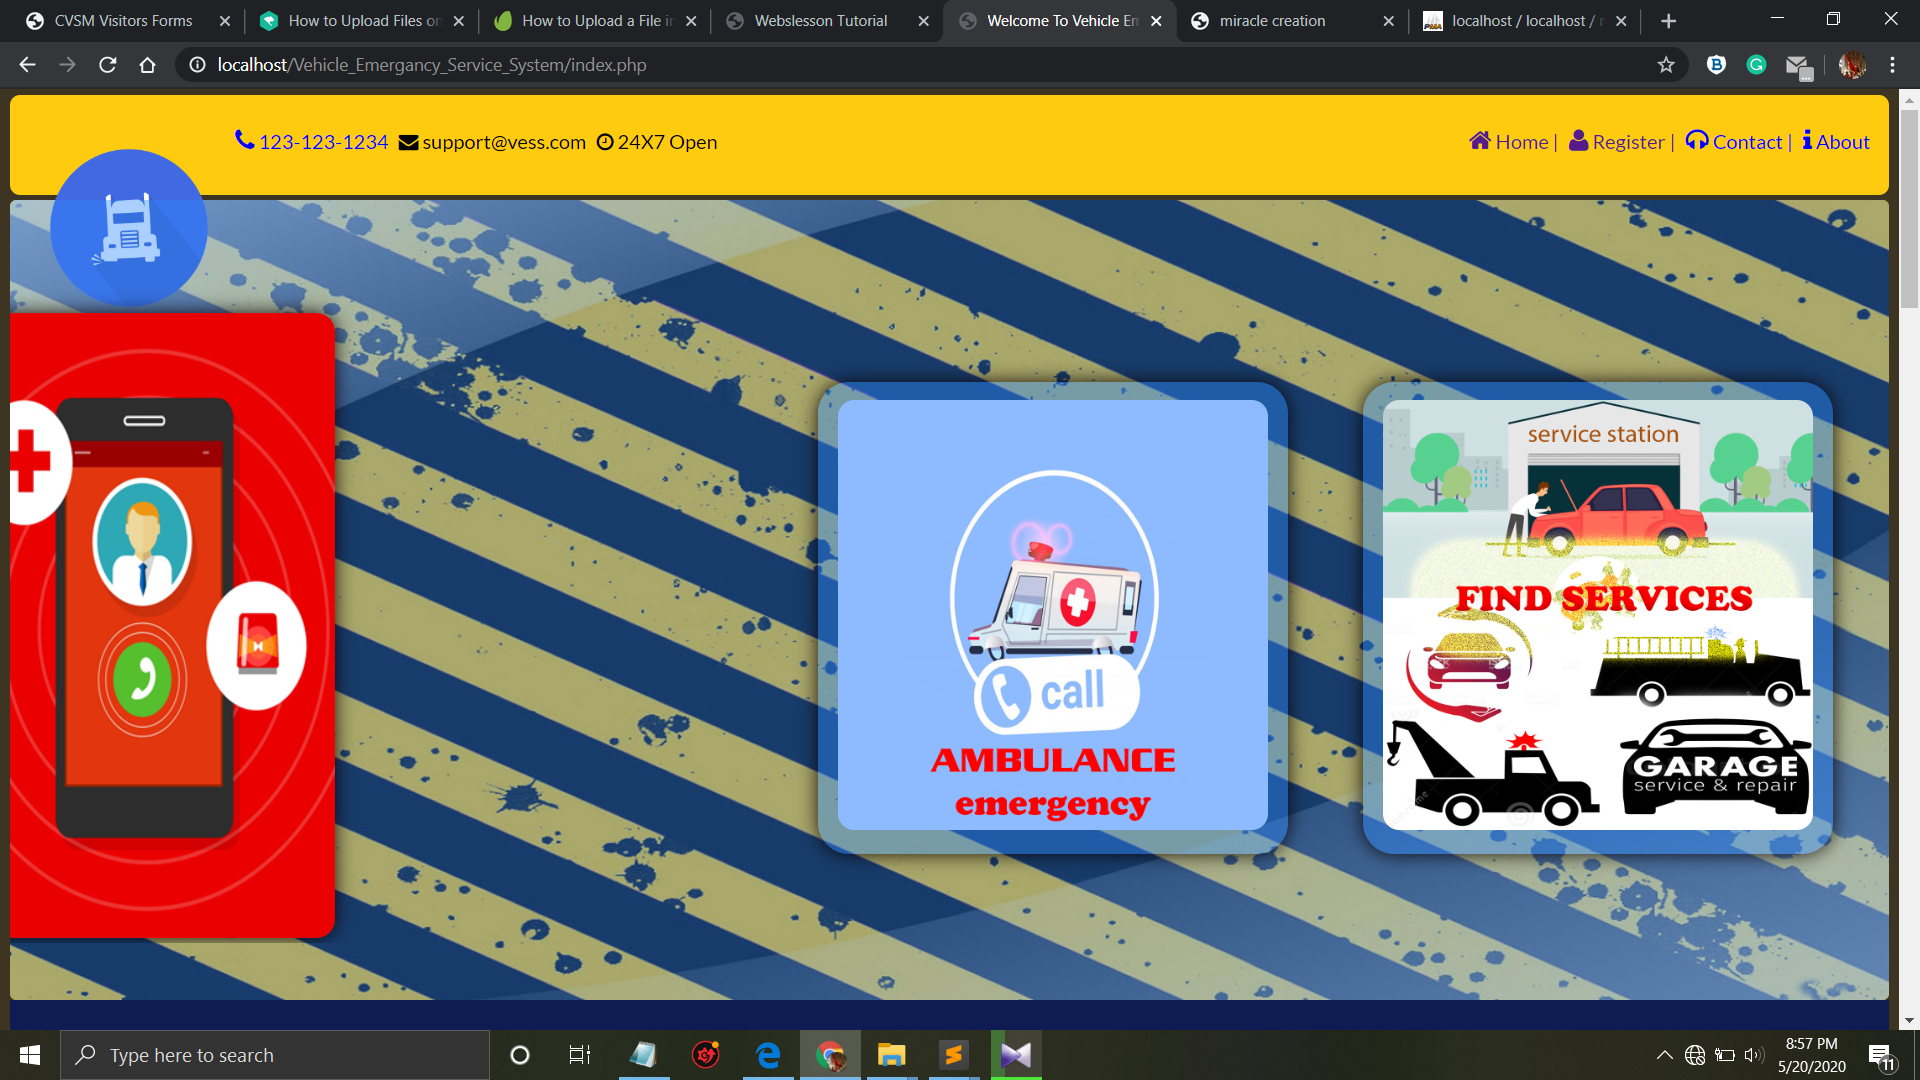 CVSM Visitors Forms
How to Upload Files on
How to Upload a File in
Webslesson Tutorial
Welcome To Vehicle Em
miracle creation
localhost / localhost /
localhost/Vehicle_Emergancy_Service_System/index.php
123-123-1234 support@vess.com 24X7 Open
Home | Register | Contact | About
service station
FIND SERVICES
call
AMBULANCE
emergency
GARAGE
service & repair
Type here to search
8:57 PM
5/20/2020
11